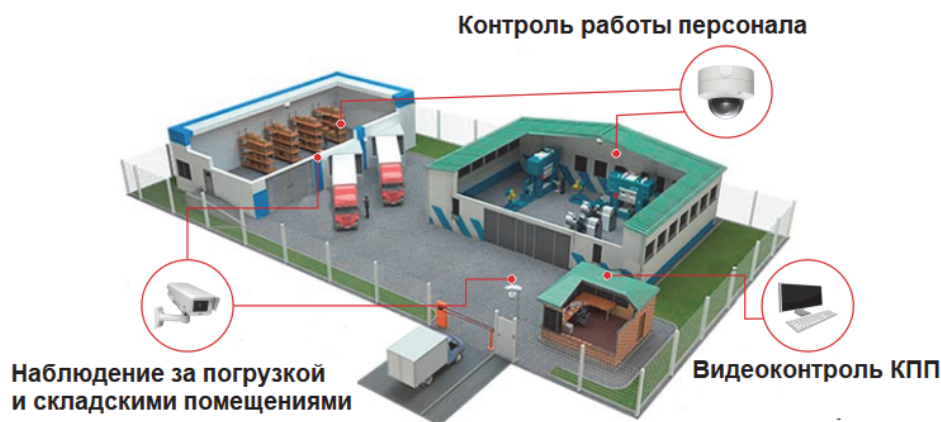 Контроль работы персонала
Наблюдение за погрузкой
и складскими помещениями
Видеоконтроль КПП